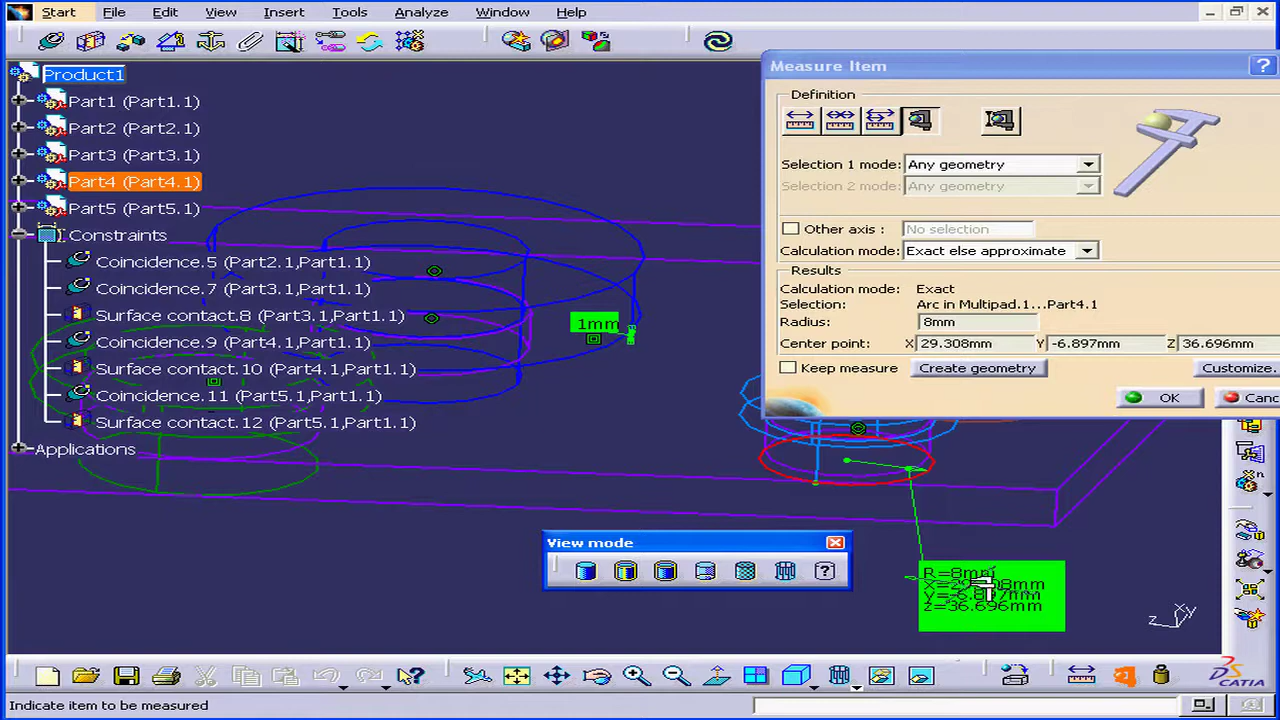 Start File Edit View Insert Tools Analyze Window Help
Product1
Part1 (Part1.1)
Part2 (Part2.1)
Part3 (Part3.1)
Part4 (Part4.1)
Part5 (Part5.1)
Constraints
Coincidence.5 (Part2.1,Part1.1)
Coincidence.7 (Part3.1,Part1.1)
Surface contact.8 (Part3.1,Part1.1)
Coincidence.9 (Part4.1,Part1.1)
Surface contact.10 (Part4.1,Part1.1)
Coincidence.11 (Part5.1,Part1.1)
Surface contact.12 (Part5.1,Part1.1)
Applications
1mm
Measure Item
Definition
Selection 1 mode: Any geometry
Selection 2 mode: Any geometry
Other axis : No selection
Calculation mode: Exact else approximate
Results
Calculation mode: Exact
Selection: Arc in Multipad.1...Part4.1
Radius: 8mm
Center point: X 29.308mm Y -6.897mm Z 36.696mm
Keep measure Create geometry Customize.
OK Canc
View mode
R=8mm
x=29.308mm
y=-6.897mm
z=36.696mm
xy
z
CATIA
Indicate item to be measured